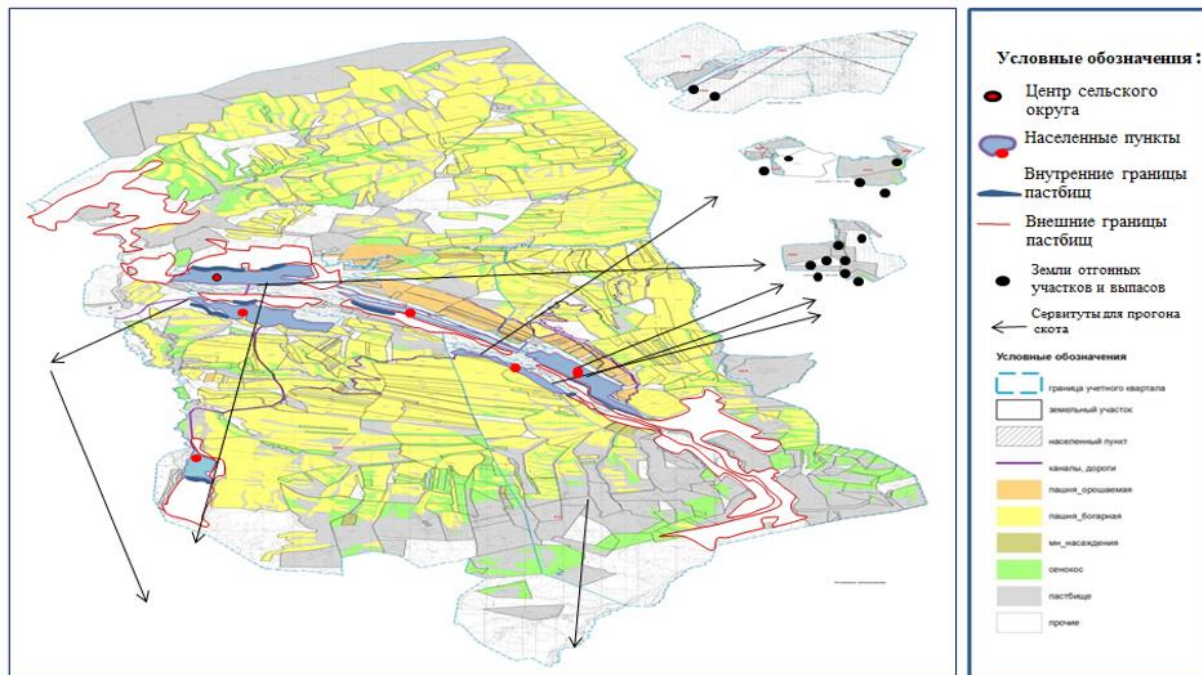 Условные обозначения :
Центр сельского
округа
Населенные пункты
Внутренние границы
пастбищ
Внешние границы
пастбищ
Земли отгонных
участков и выпасов
Сервитуты для прогона
скота
Условные обозначения
граница учетного квартала
земельный участок
населенный пункт
каналы, дороги
пашня_орошаемая
пашня_богарная
мн_насаждения
сенокос
пастбище
прочие